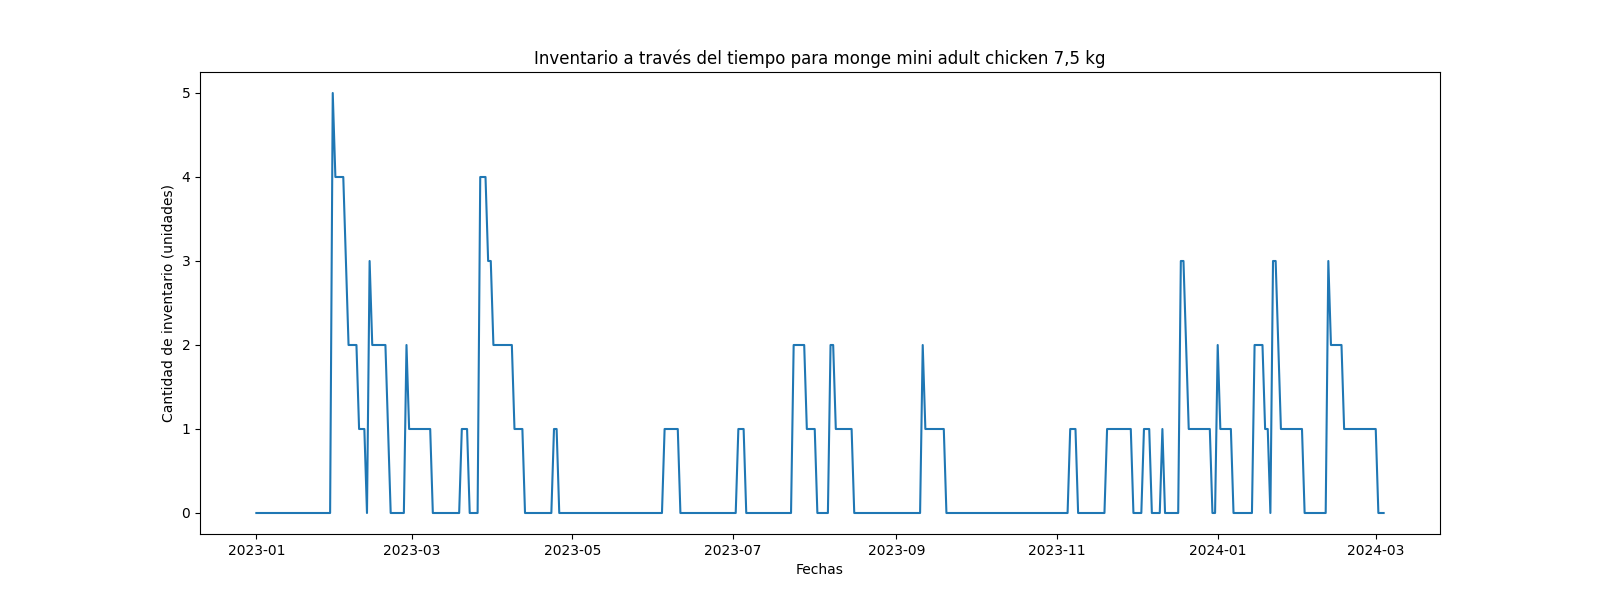 Inventario a través del tiempo para monge mini adult chicken 7,5 kg
Cantidad de inventario (unidades)
5
4
3
2
1
0
2023-01 2023-03 2023-05 2023-07 2023-09 2023-11 2024-01 2024-03
Fechas